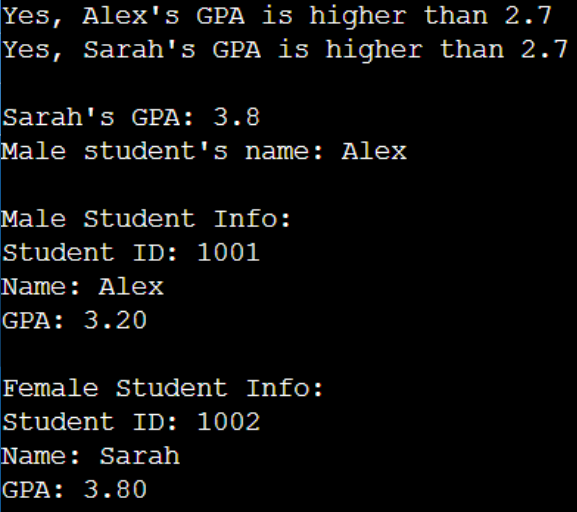 Yes, Alex's GPA is higher than 2.7
Yes, Sarah's GPA is higher than 2.7
Sarah's GPA: 3.8
Male student's name: Alex
Male Student Info:
Student ID: 1001
Name: Alex
GPA: 3.20
Female Student Info:
Student ID: 1002
Name: Sarah
GPA: 3.80